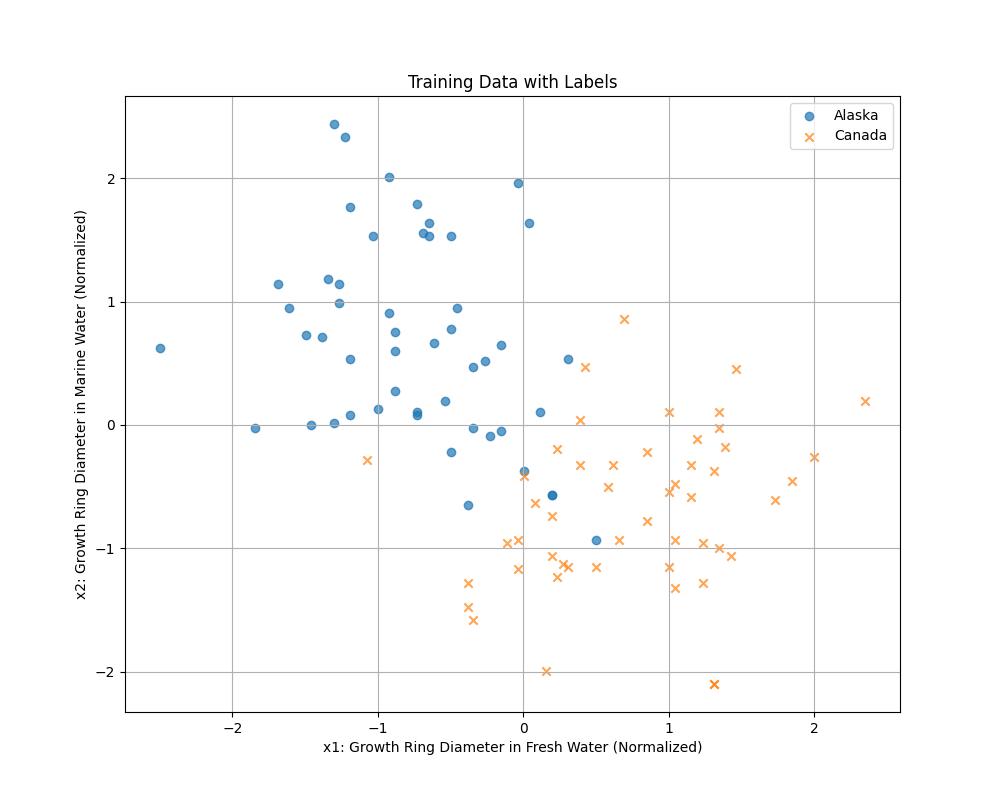 Training Data with Labels
Alaska
Canada
x2: Growth Ring Diameter in Marine Water (Normalized)
2
1
0
−1
−2
−2
−1
0
1
2
x1: Growth Ring Diameter in Fresh Water (Normalized)